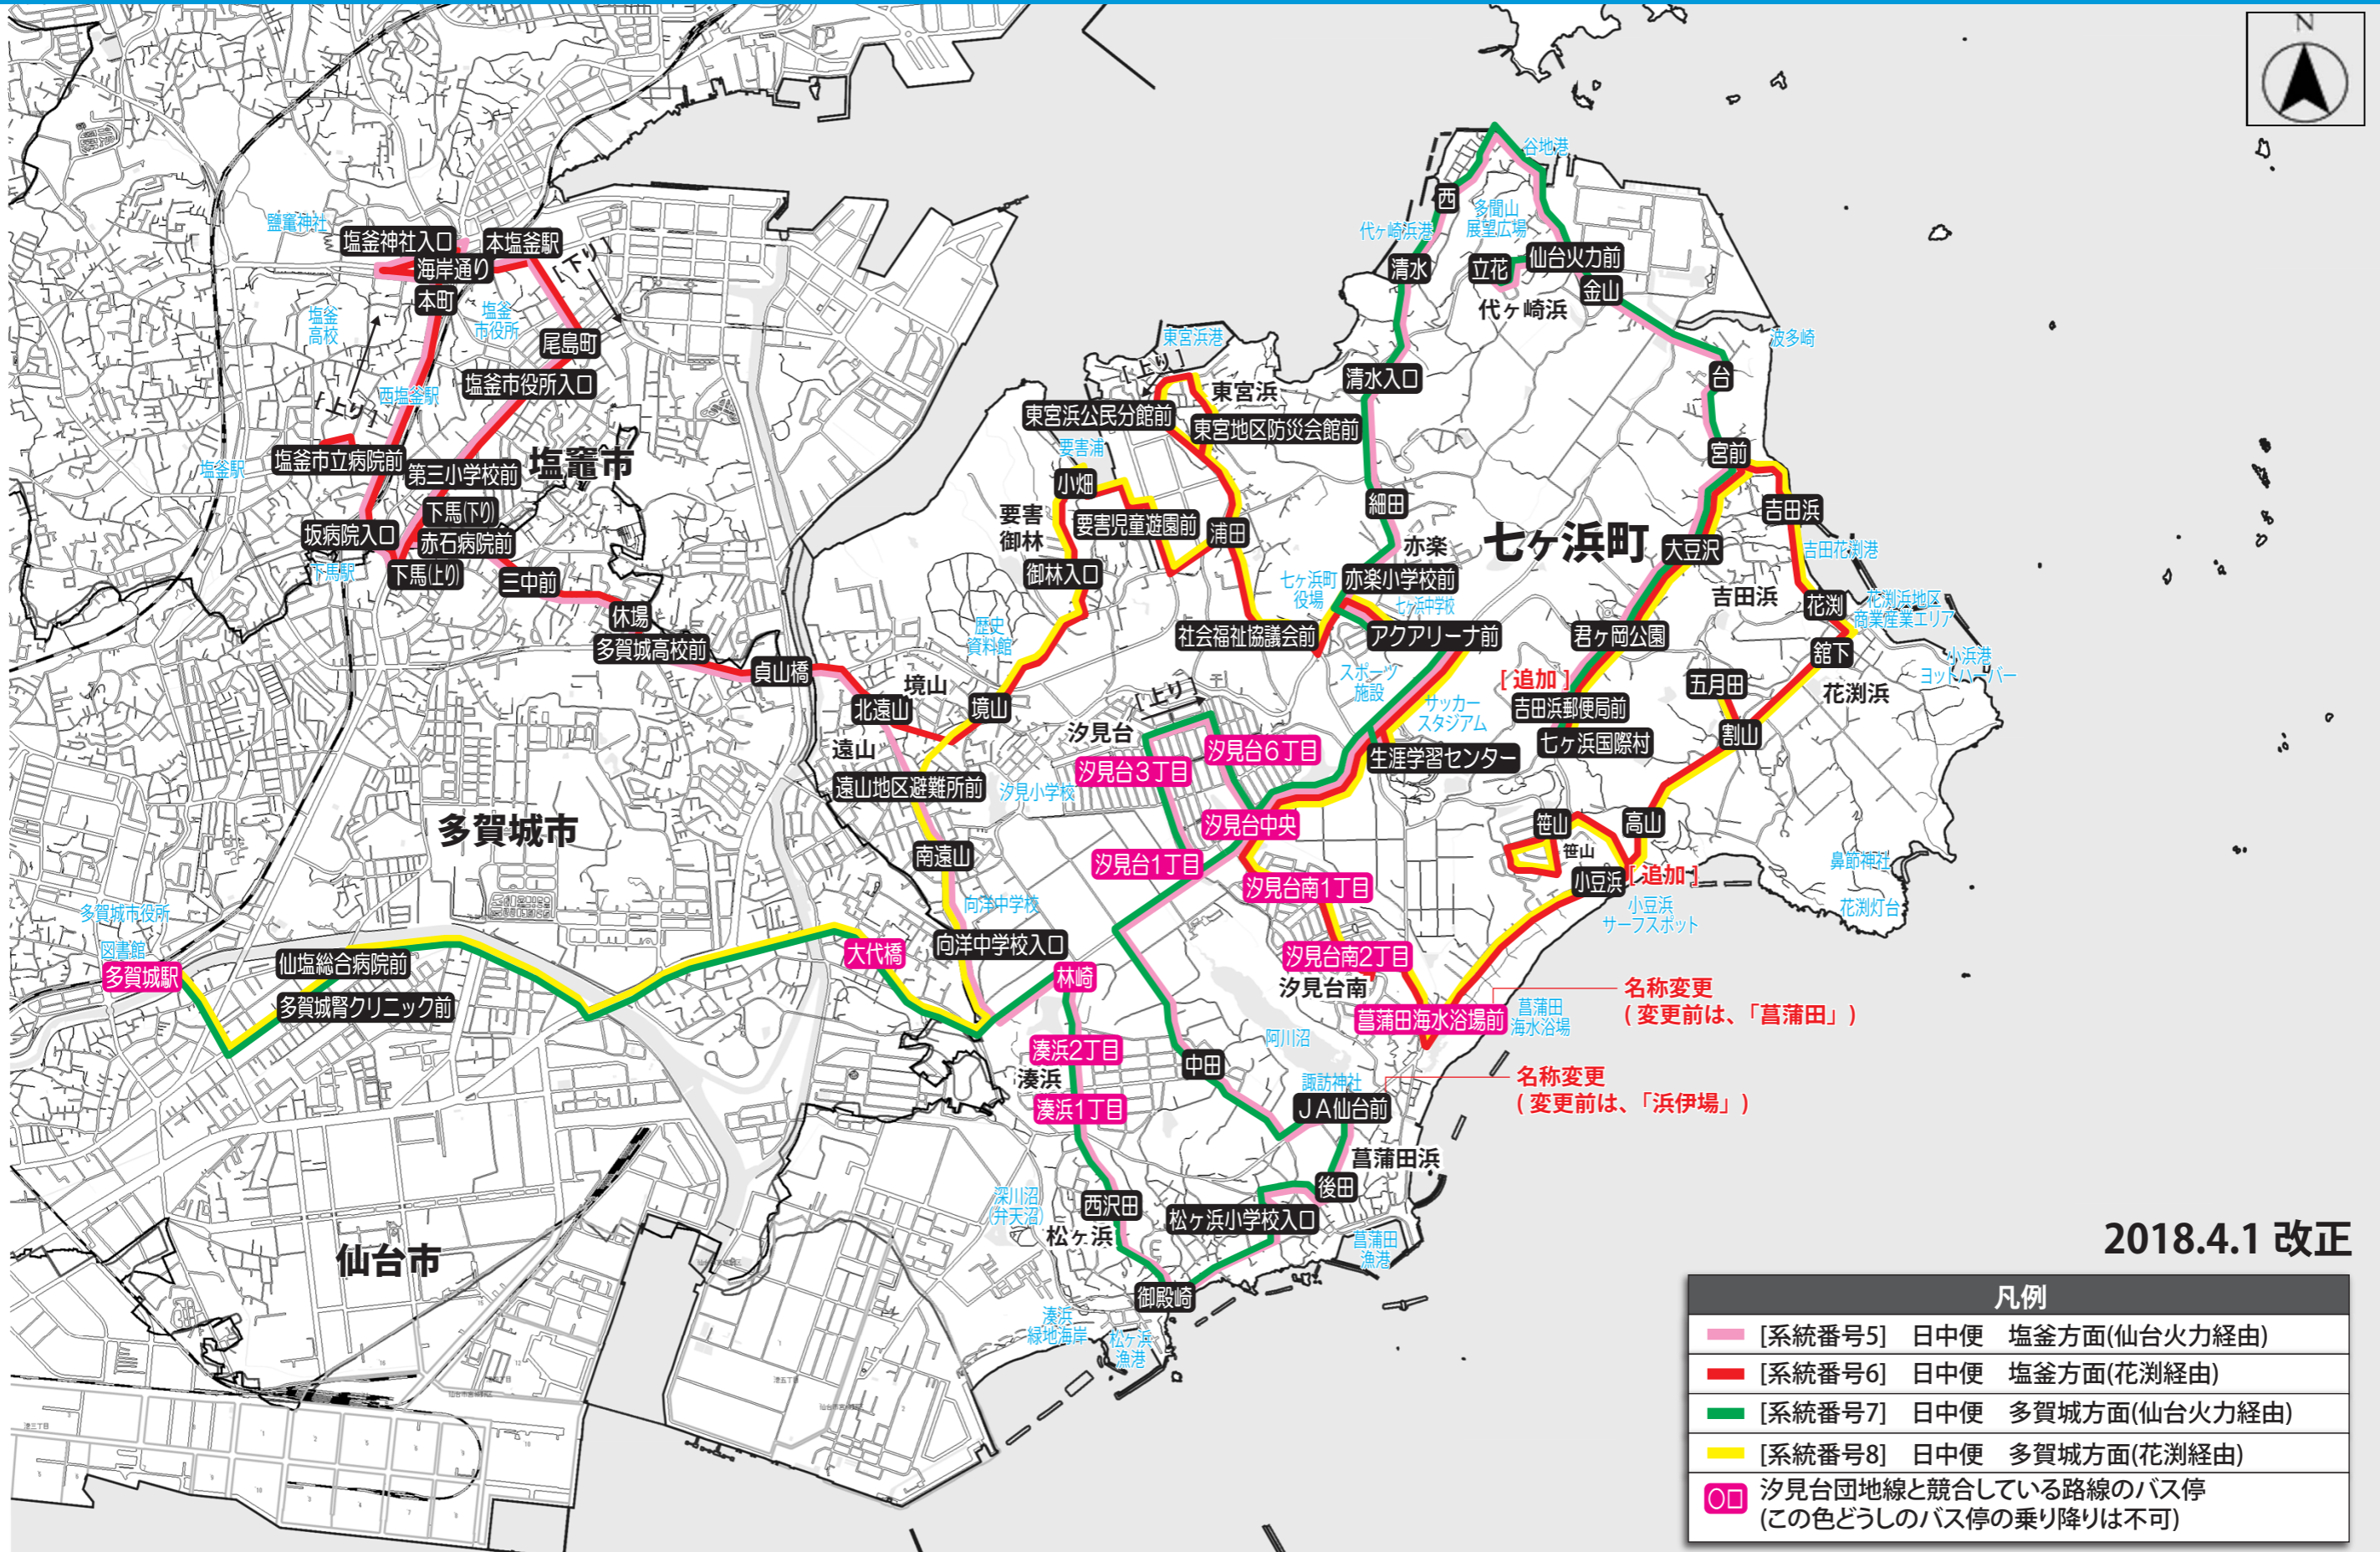 N
谷地港
西
多聞山
展望広場
代ヶ崎浜港
鹽竈神社
塩釜神社入口
本塩釜駅
[下り]
海岸通り
清水
立花
仙台火力前
金山
代ヶ崎浜
本町
塩釜
高校
塩釜
市役所
尾島町
東宮浜港
波多崎
[上り]
西塩釜駅
塩釜市役所入口
[上り]
東宮浜
清水入口
台
東宮浜公民分館前
東宮地区防災会館前
要害浦
宮前
塩釜駅
塩釜市立病院前
第三小学校前
塩竈市
小畑
細田
要害
御林
要害児童遊園前
浦田
吉田浜
下馬(下り)
坂病院入口
赤石病院前
亦楽
七ヶ浜町
大豆沢
吉田花渕港
下馬駅
下馬(上り)
三中前
御林入口
七ヶ浜町
役場
亦楽小学校前
七ヶ浜中学校
吉田浜
花渕
花渕浜地区
商業産業エリア
休場
多賀城高校前
歴史
資料館
社会福祉協議会前
アクアリーナ前
君ヶ岡公園
舘下
小浜港
ヨットハーバー
貞山橋
境山
北遠山
境山
[上り]
スポーツ
施設
サッカー
スタジアム
[追加]
吉田浜郵便局前
五月田
花渕浜
汐見台
遠山
汐見台6丁目
汐見台3丁目
生涯学習センター
七ヶ浜国際村
割山
遠山地区避難所前
汐見小学校
多賀城市
汐見台中央
笹山
高山
南遠山
汐見台1丁目
笹山
小豆浜
[追加]
鼻節神社
汐見台南1丁目
小豆浜
サーフスポット
花渕灯台
多賀城市役所
図書館
多賀城駅
仙塩総合病院前
多賀城腎クリニック前
大代橋
向洋中学校
向洋中学校入口
林崎
汐見台南2丁目
汐見台南
菖蒲田海水浴場前
菖蒲田
海水浴場
名称変更
(変更前は、「菖蒲田」)
湊浜2丁目
湊浜
湊浜1丁目
中田
阿川沼
諏訪神社
JA仙台前
名称変更
(変更前は、「浜伊場」)
菖蒲田浜
深川沼
(弁天沼)
西沢田
松ヶ浜
松ヶ浜小学校入口
後田
菖蒲田
漁港
仙台市
御殿崎
湊浜
緑地海岸
松ヶ浜
漁港
2018.4.1 改正
凡例
[系統番号5] 日中便 塩釜方面(仙台火力経由)
[系統番号6] 日中便 塩釜方面(花渕経由)
[系統番号7] 日中便 多賀城方面(仙台火力経由)
[系統番号8] 日中便 多賀城方面(花渕経由)
○□ 汐見台団地線と競合している路線のバス停
(この色どうしのバス停の乗り降りは不可)